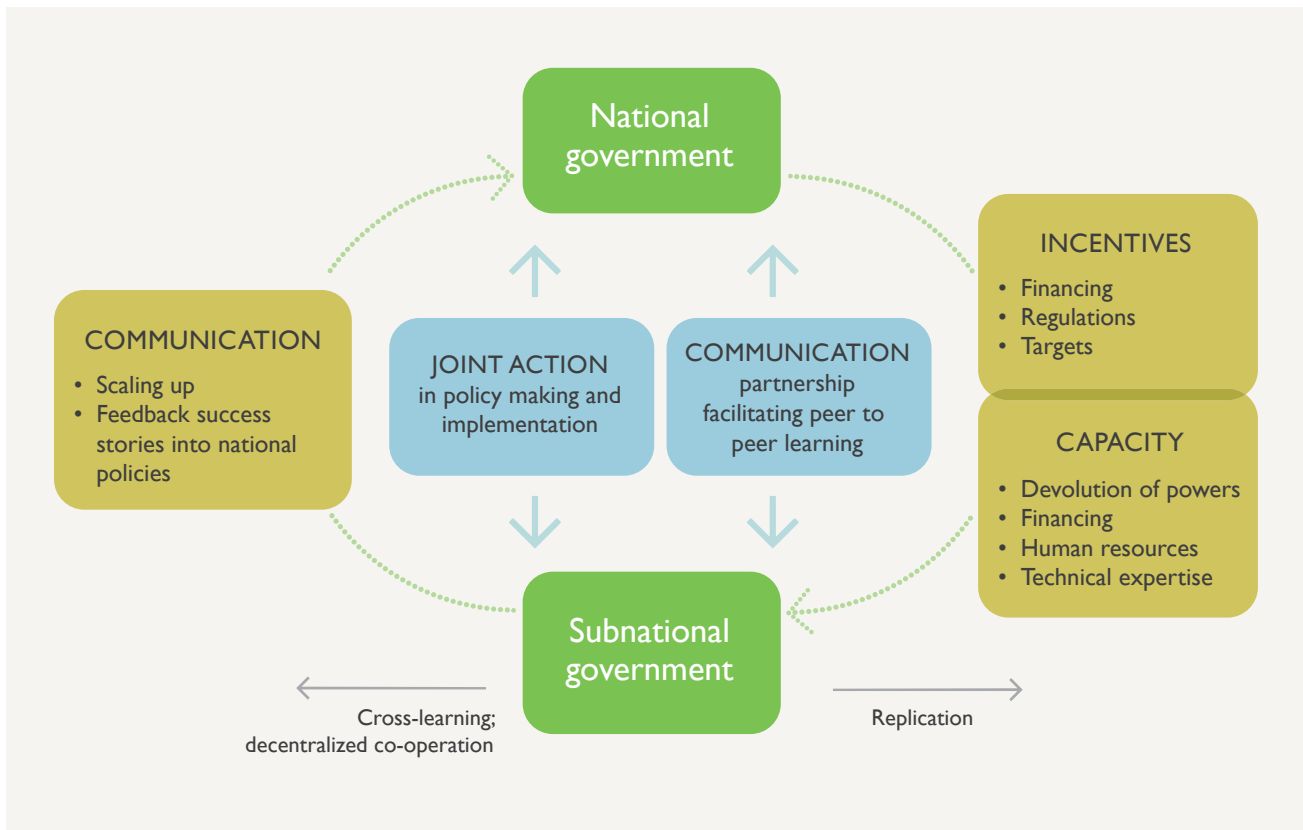 National
government
INCENTIVES
• Financing
• Regulations
• Targets
COMMUNICATION
• Scaling up
• Feedback success
stories into national
policies
JOINT ACTION
in policy making and
implementation
COMMUNICATION
partnership
facilitating peer to
peer learning
CAPACITY
• Devolution of powers
• Financing
• Human resources
• Technical expertise
Subnational
government
Cross-learning;
decentralized co-operation
Replication